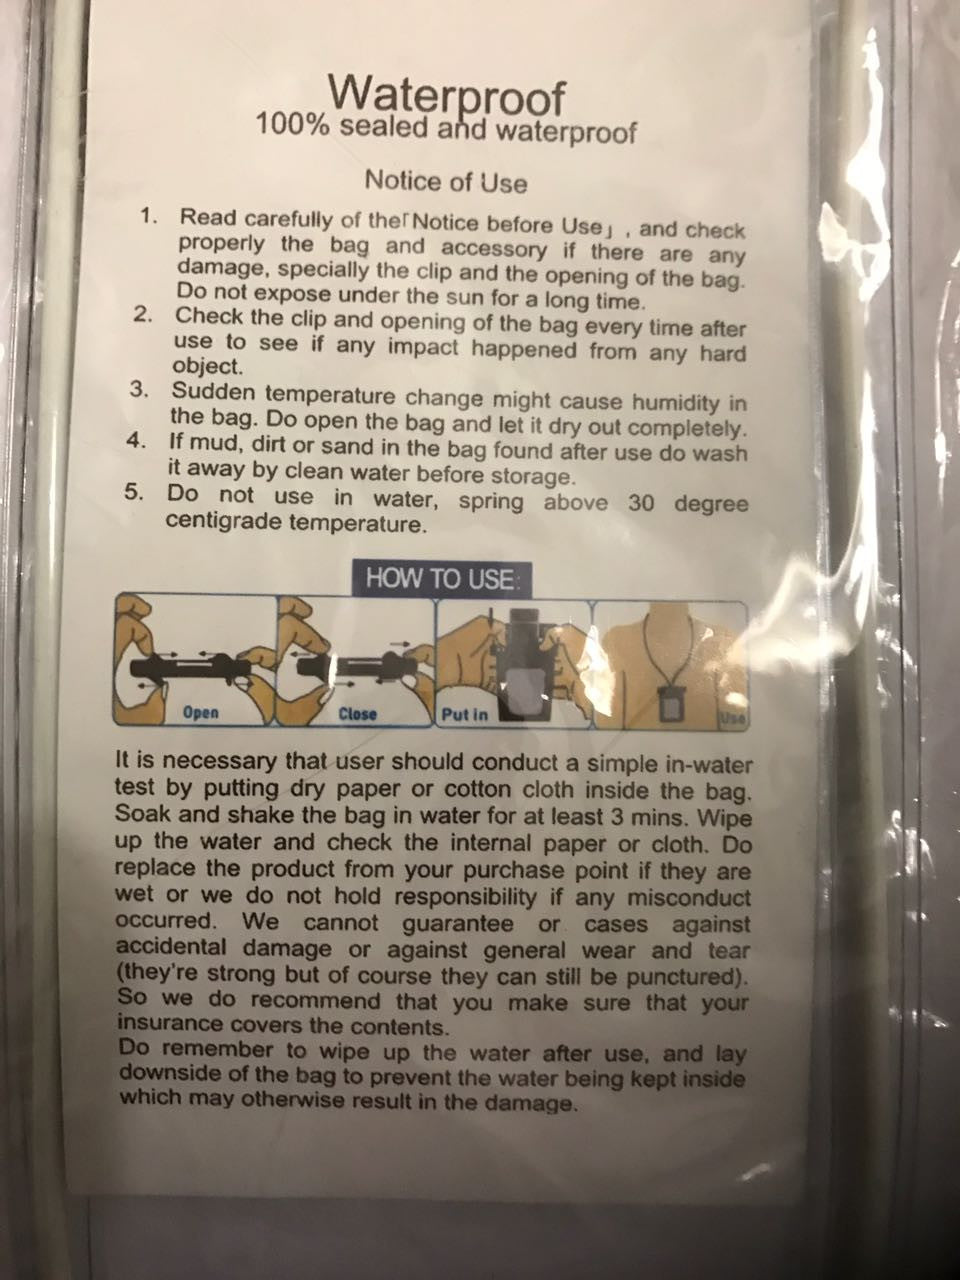 Waterproof
100% sealed and waterproof
Notice of Use
1. Read carefully of the「Notice before Use」, and check
properly the bag and accessory if there are any
damage, specially the clip and the opening of the bag.
Do not expose under the sun for a long time.
2. Check the clip and opening of the bag every time after
use to see if any impact happened from any hard
object.
3. Sudden temperature change might cause humidity in
the bag. Do open the bag and let it dry out completely.
4. If mud, dirt or sand in the bag found after use do wash
it away by clean water before storage.
5. Do not use in water, spring above 30 degree
centigrade temperature.
HOW TO USE:
Open Close Put in Use
It is necessary that user should conduct a simple in-water
test by putting dry paper or cotton cloth inside the bag.
Soak and shake the bag in water for at least 3 mins. Wipe
up the water and check the internal paper or cloth. Do
replace the product from your purchase point if they are
wet or we do not hold responsibility if any misconduct
occurred. We cannot guarantee or cases against
accidental damage or against general wear and tear
(they're strong but of course they can still be punctured).
So we do recommend that you make sure that your
insurance covers the contents.
Do remember to wipe up the water after use, and lay
downside of the bag to prevent the water being kept inside
which may otherwise result in the damage.